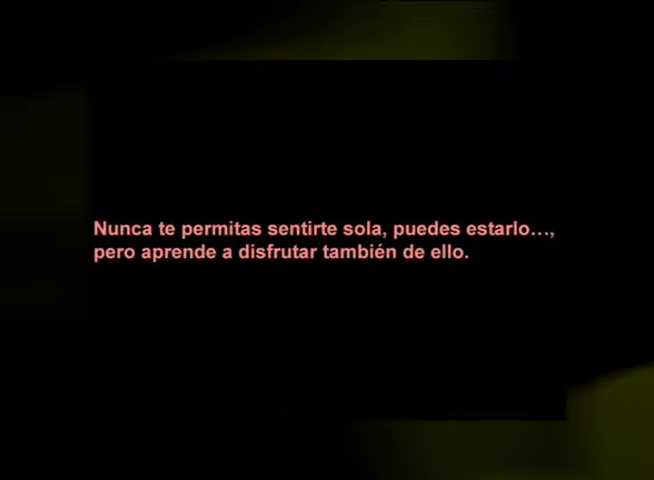 Nunca te permitas sentirte sola, puedes estarlo...,
pero aprende a disfrutar también de ello.